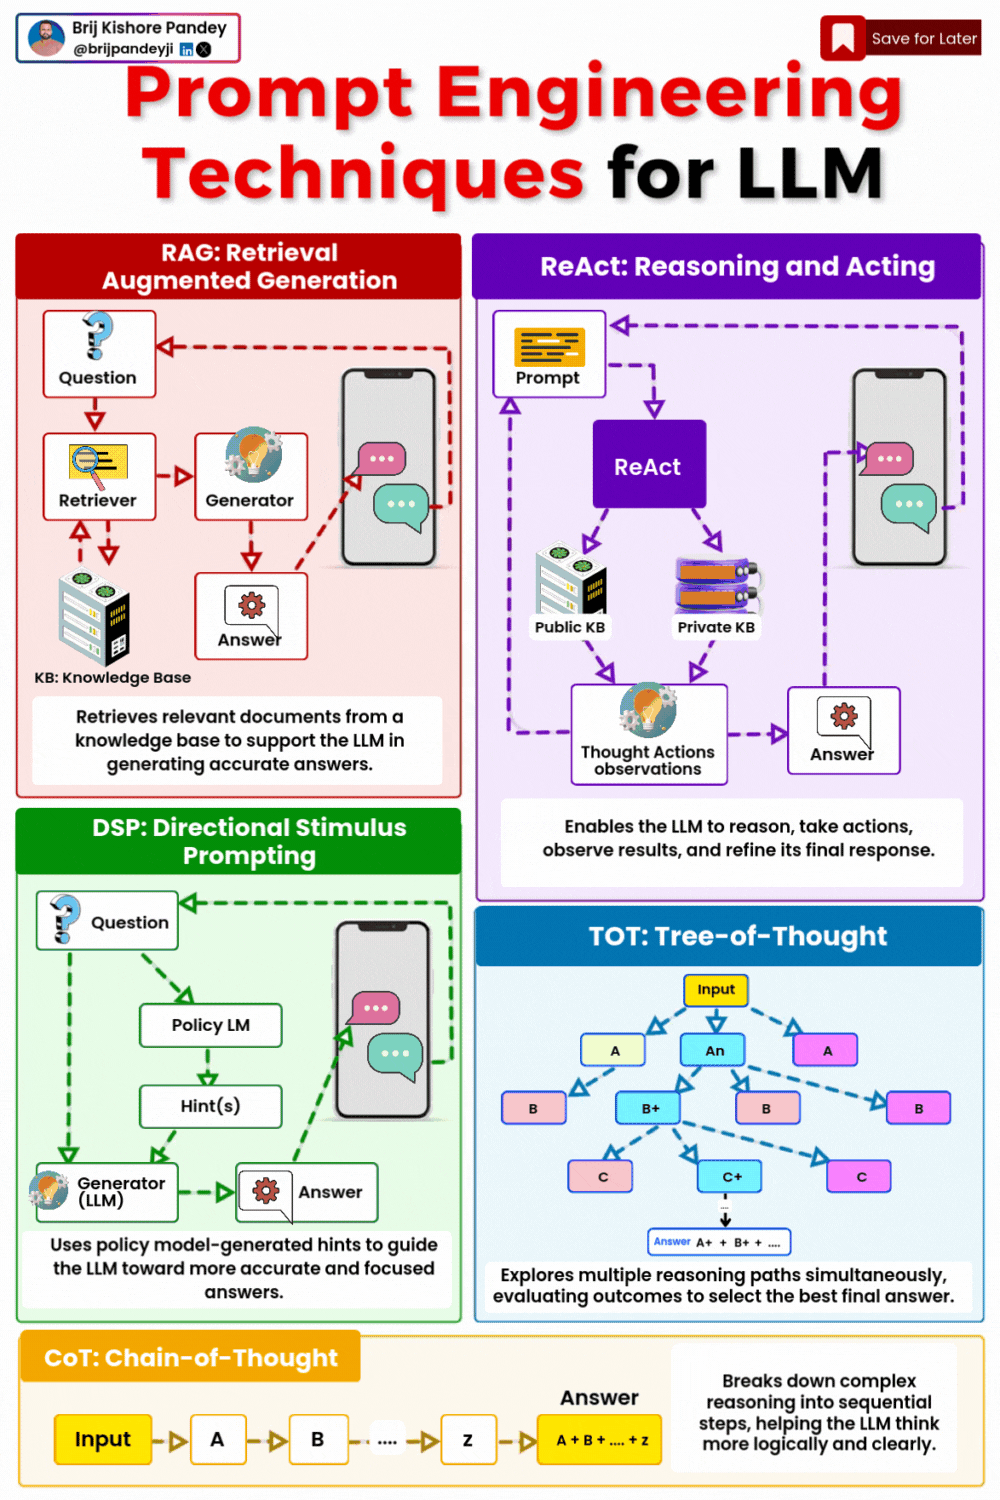 Brij Kishore Pandey
@brijpandeyji in X
Save for Later
Prompt Engineering
Techniques for LLM
RAG: Retrieval
Augmented Generation
Question
Retriever
Generator
Answer
KB: Knowledge Base
Retrieves relevant documents from a
knowledge base to support the LLM in
generating accurate answers.
ReAct: Reasoning and Acting
Prompt
ReAct
Public KB
Private KB
Thought Actions
observations
Answer
Enables the LLM to reason, take actions,
observe results, and refine its final response.
DSP: Directional Stimulus
Prompting
Question
Policy LM
Hint(s)
Generator
(LLM)
Answer
Uses policy model-generated hints to guide
the LLM toward more accurate and focused
answers.
TOT: Tree-of-Thought
Input
A
An
A
B
B+
B
B
C
C+
C
....
Answer A+ + B+ + ....
Explores multiple reasoning paths simultaneously,
evaluating outcomes to select the best final answer.
CoT: Chain-of-Thought
Answer
Input
A
B
....
z
A + B + .... + z
Breaks down complex
reasoning into sequential
steps, helping the LLM think
more logically and clearly.